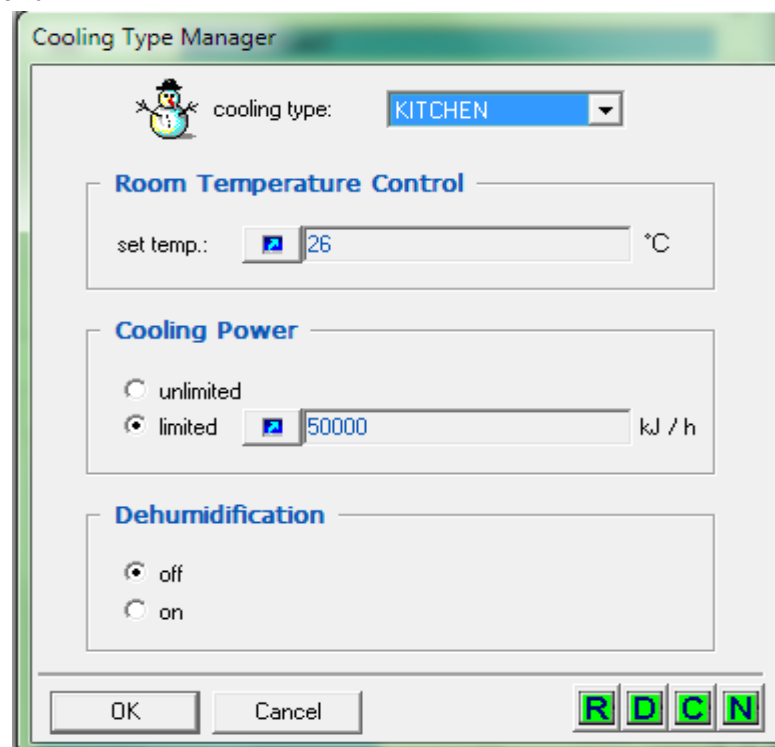 Cooling Type Manager
cooling type: KITCHEN
Room Temperature Control
set temp.: 26 °C
Cooling Power
unlimited
limited 50000 kJ / h
Dehumidification
off
on
OK Cancel R D C N